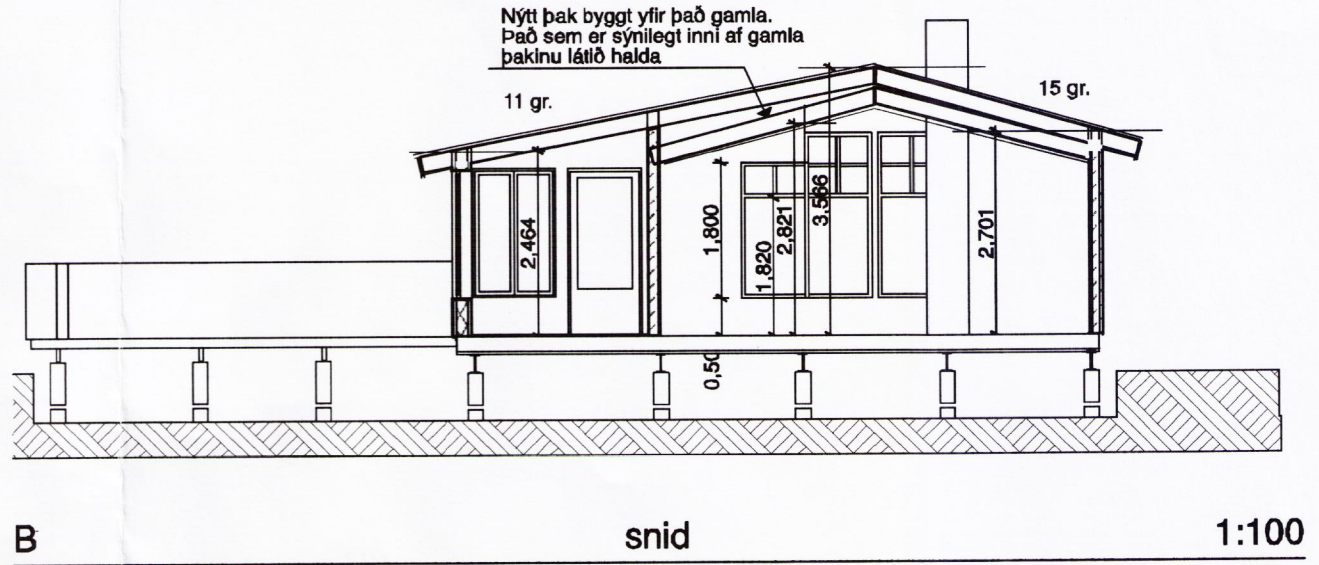 Nýtt þak byggt yfir það gamla.
Það sem er sýnilegt inni af gamla
þakinu látið halda
11 gr.
15 gr.
2,464
1,800
1,820
2,821
3,566
2,701
0,50
B
snid
1:100